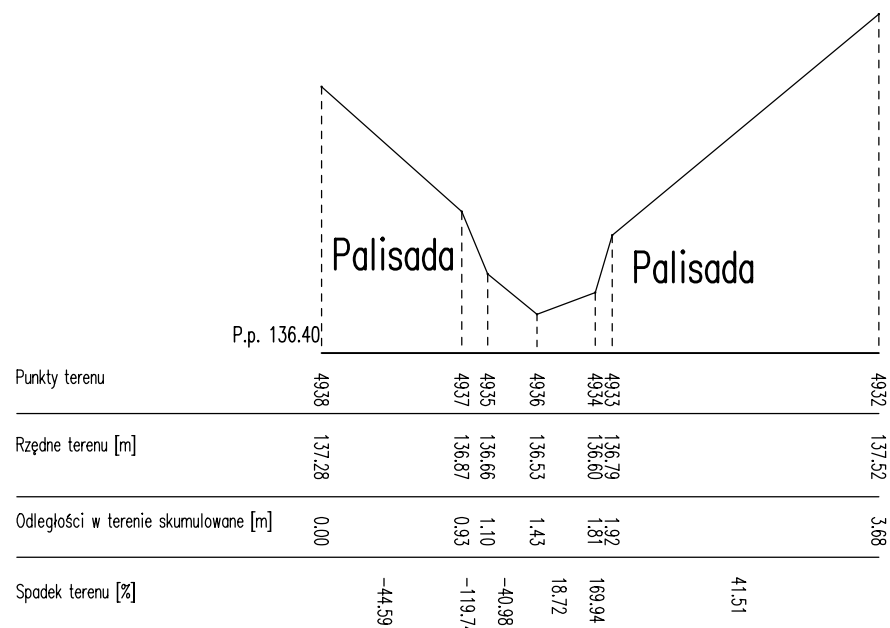 Palisada
Palisada
P.p. 136.40
Punkty terenu 4938 4937 4935 4936 4934 4933 4932
Rzędne terenu [m] 137.28 136.87 136.66 136.53 136.60 136.79 137.52
Odległości w terenie skumulowane [m] 0.00 0.93 1.10 1.43 1.81 1.92 3.68
Spadek terenu [%] -44.59 -119.74 -40.98 18.72 169.94 41.51